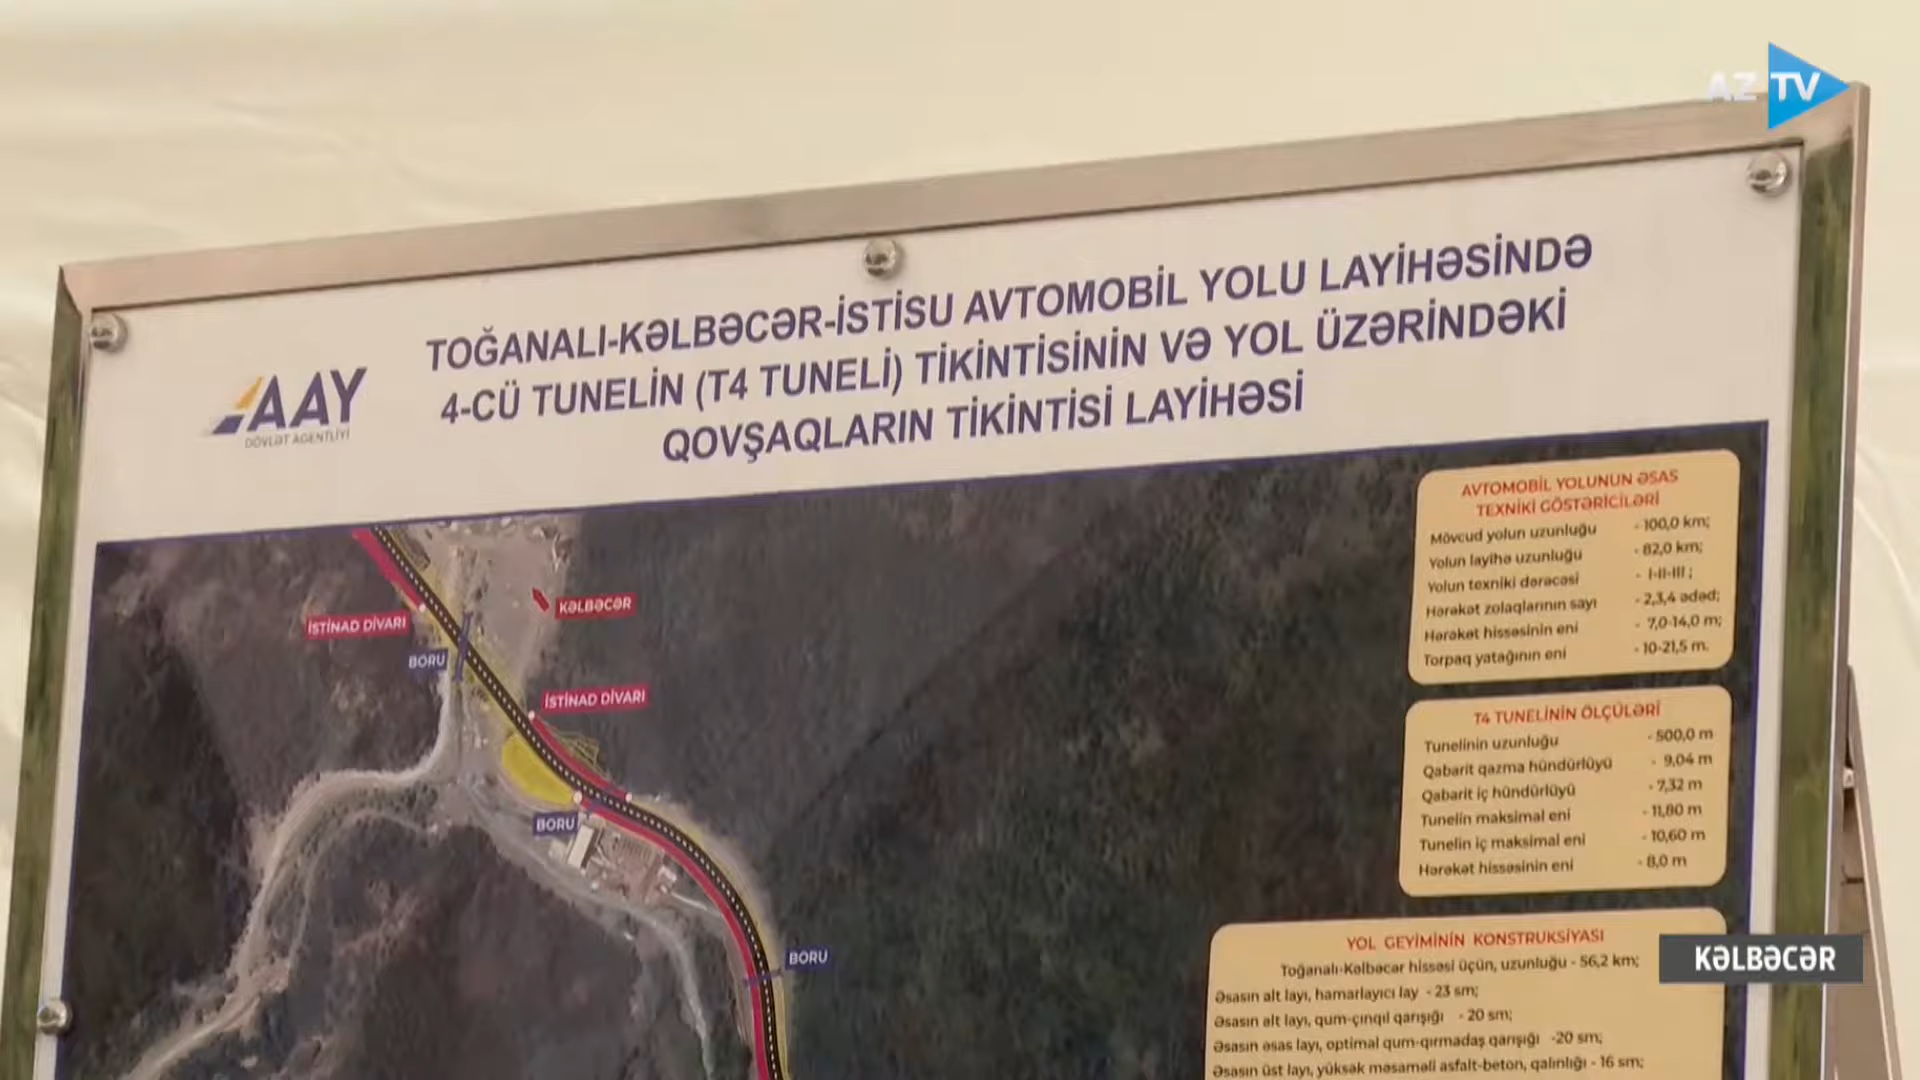 AZTV
TOĞANALI-KƏLBƏCƏR-İSTİSU AVTOMOBİL YOLU LAYİHƏSİNDƏ
4-CÜ TUNELİN (T4 TUNELİ) TİKİNTİSİNİN VƏ YOL ÜZƏRİNDƏKİ
QOVŞAQLARIN TİKİNTİSİ LAYİHƏSİ
AAY
DÖVLƏT AGENTLİYİ
İSTİNAD DİVARI
KƏLBƏCƏR
BORU
İSTİNAD DİVARI
BORU
BORU
AVTOMOBİL YOLUNUN ƏSAS
TEXNİKİ GÖSTƏRİCİLƏRİ
Mövcud yolun uzunluğu - 100,0 km;
Yolun layihə uzunluğu - 82,0 km;
Yolun texniki dərəcəsi - I-II-III ;
Hərəkət zolaqlarının sayı - 2,3,4 ədəd;
Hərəkət hissəsinin eni - 7,0-14,0 m;
Torpaq yatağının eni - 10-21,5 m.
T4 TUNELİNİN ÖLÇÜLƏRİ
Tunelinin uzunluğu - 500,0 m
Qabarit qazma hündürlüyü - 9,04 m
Qabarit iç hündürlüyü - 7,32 m
Tunelin maksimal eni - 11,80 m
Tunelin iç maksimal eni - 10,60 m
Hərəkət hissəsinin eni - 8,0 m
YOL GEYİMİNİN KONSTRUKSİYASI
Toğanalı-Kəlbəcər hissəsi üçün, uzunluğu - 56,2 km;
Əsasın alt layı, hamarlayıcı lay - 23 sm;
Əsasın alt layı, qum-çınqıl qarışığı - 20 sm;
Əsasın əsas layı, optimal qum-qırmadaş qarışığı -20 sm;
Əsasın üst layı, yüksək məsaməli asfalt-beton, qalınlığı - 16 sm;
KƏLBƏCƏR